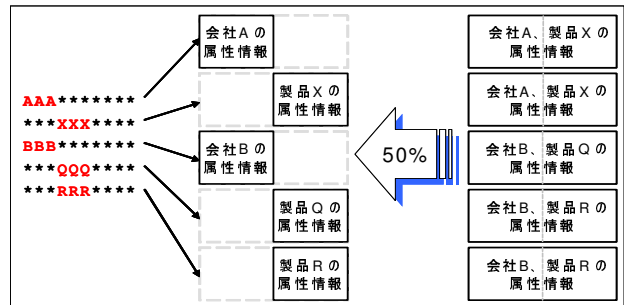 会社Aの
属性情報
製品Xの
属性情報
会社Bの
属性情報
製品Qの
属性情報
製品Rの
属性情報
AAA*******
***XXX****
BBB*******
***QQQ****
***RRR****
50%
会社A、製品Xの
属性情報
会社A、製品Xの
属性情報
会社B、製品Qの
属性情報
会社B、製品Rの
属性情報
会社B、製品Rの
属性情報